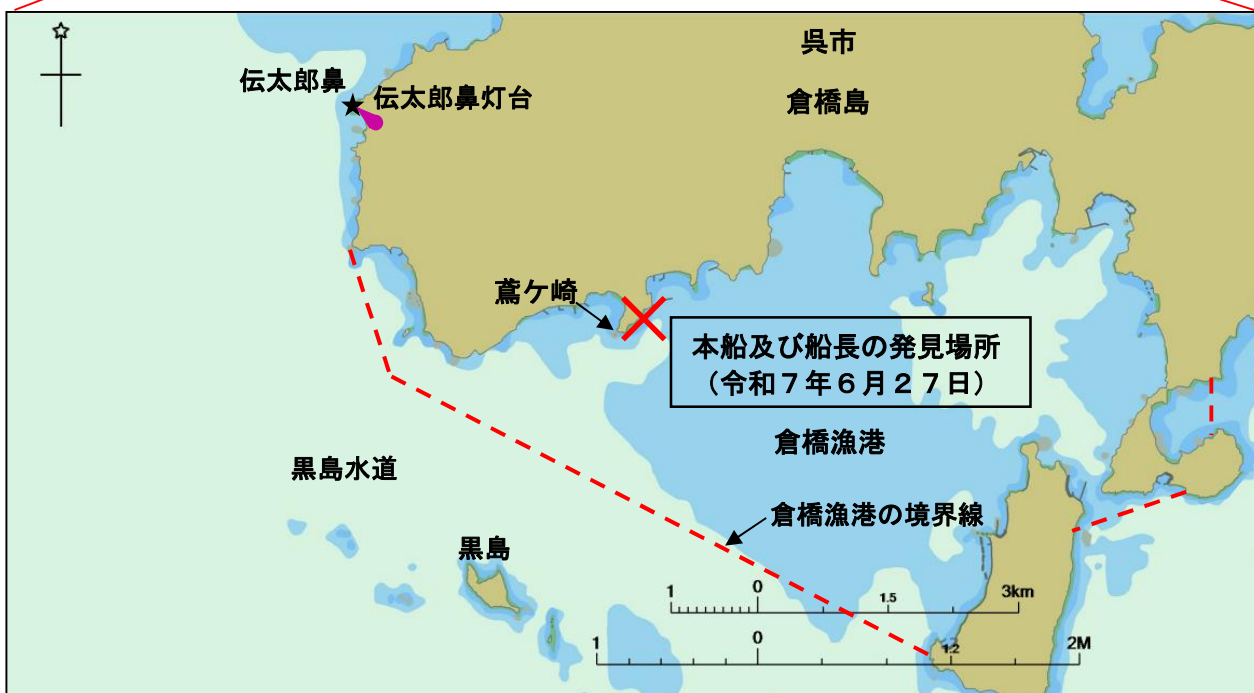 呉市
倉橋島
伝太郎鼻
伝太郎鼻灯台
鳶ケ崎
本船及び船長の発見場所
（令和７年６月２７日）
倉橋漁港
黒島水道
倉橋漁港の境界線
黒島
1 0 1.5 3km
1 0 1.2 2M